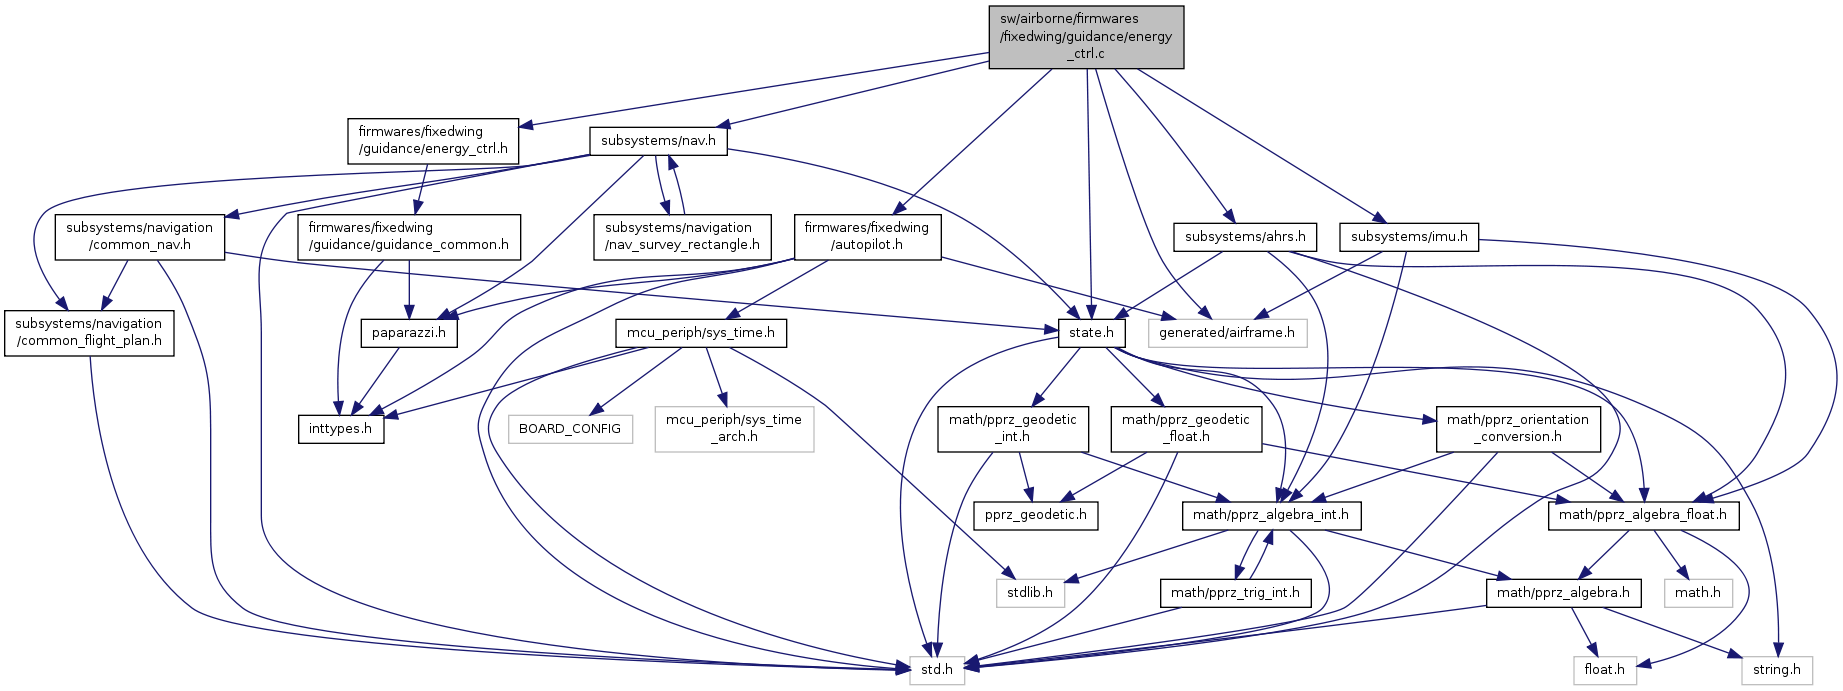 sw/airborne/firmwares
/fixedwing/guidance/energy
_ctrl.c
firmwares/fixedwing
/guidance/energy_ctrl.h
subsystems/nav.h
subsystems/navigation
/common_nav.h
firmwares/fixedwing
/guidance/guidance_common.h
subsystems/navigation
/nav_survey_rectangle.h
firmwares/fixedwing
/autopilot.h
subsystems/ahrs.h
subsystems/imu.h
subsystems/navigation
/common_flight_plan.h
paparazzi.h
mcu_periph/sys_time.h
state.h
generated/airframe.h
inttypes.h
BOARD_CONFIG
mcu_periph/sys_time
_arch.h
math/pprz_geodetic
_int.h
math/pprz_geodetic
_float.h
math/pprz_orientation
_conversion.h
pprz_geodetic.h
math/pprz_algebra_int.h
math/pprz_algebra_float.h
stdlib.h
math/pprz_trig_int.h
math/pprz_algebra.h
math.h
std.h
float.h
string.h